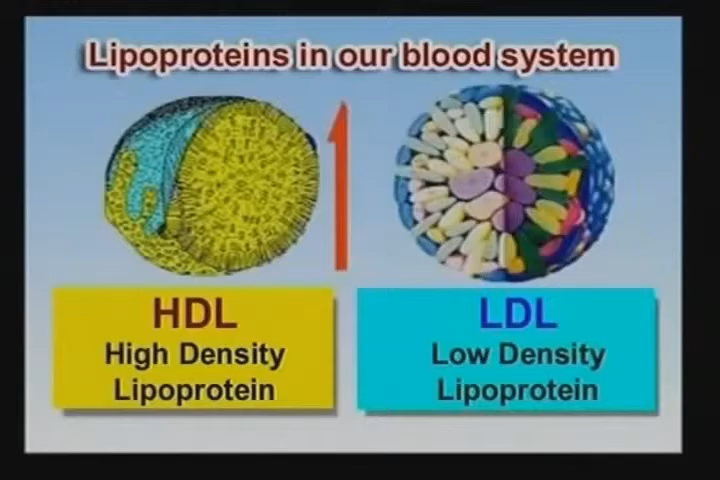 Lipoproteins in our blood system
HDL
High Density
Lipoprotein
LDL
Low Density
Lipoprotein